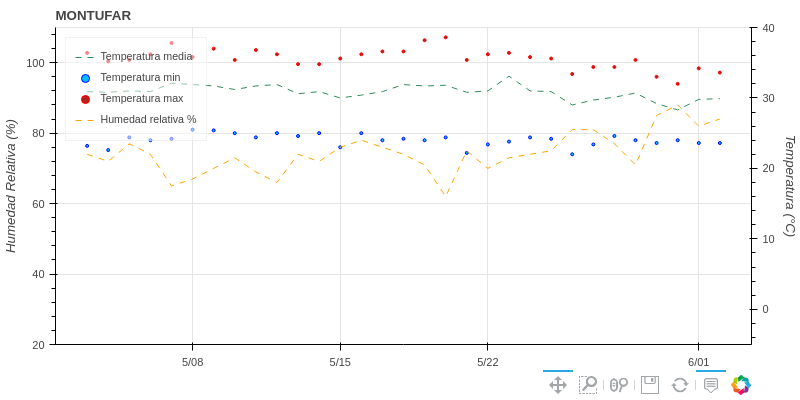 MONTUFAR
Temperatura media
Temperatura min
Temperatura max
Humedad relativa %
Humedad Relativa (%)
100
80
60
40
20
40
30
20
10
0
Temperatura (°C)
5/08
5/15
5/22
6/01